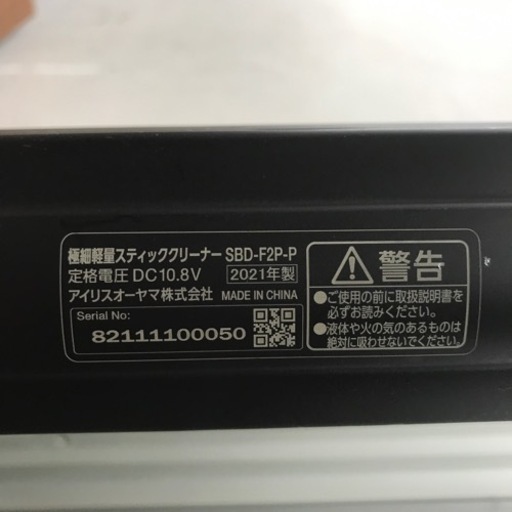 極細軽量スティッククリーナー SBD-F2P-P
定格電圧 DC10.8V 2021年製
アイリスオーヤマ株式会社 MADE IN CHINA
Serial No:
82111100050
警告
●ご使用の前に取扱説明書を
必ずお読みください。
●液体や火の気のあるものは
絶対に吸わせないでください。